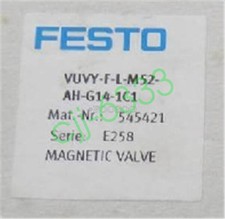 FESTO
VUVY-F-L-M52-
AH-G14-1C1
Mat.-Nr.: 545421
Serie: E258
MAGNETIC VALVE